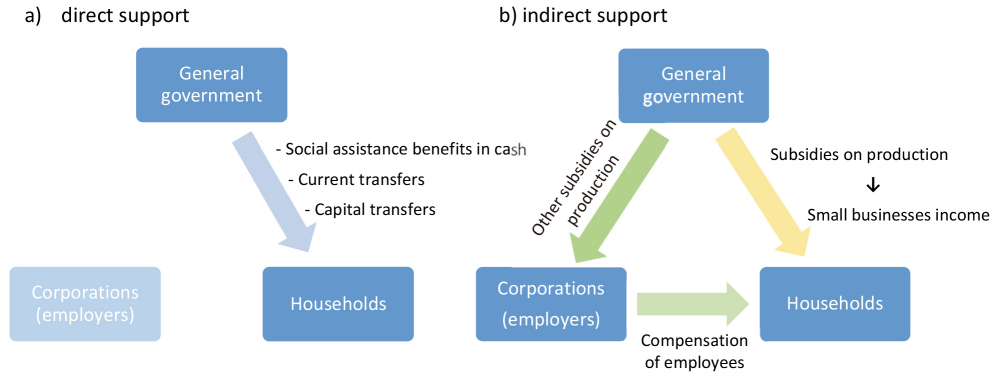 a) direct support
General
government
- Social assistance benefits in cash
- Current transfers
- Capital transfers
Corporations
(employers)
Households
b) indirect support
General
government
Other subsidies on
production
Subsidies on production
↓
Small businesses income
Corporations
(employers)
Compensation
of employees
Households